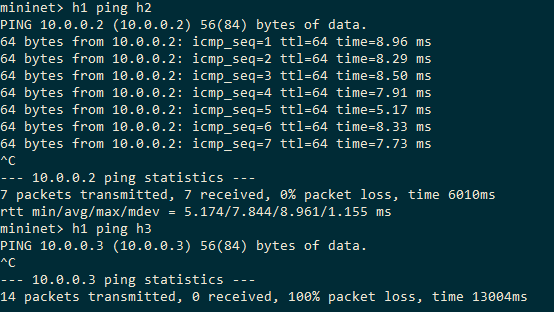 mininet> h1 ping h2
PING 10.0.0.2 (10.0.0.2) 56(84) bytes of data.
64 bytes from 10.0.0.2: icmp_seq=1 ttl=64 time=8.96 ms
64 bytes from 10.0.0.2: icmp_seq=2 ttl=64 time=8.29 ms
64 bytes from 10.0.0.2: icmp_seq=3 ttl=64 time=8.50 ms
64 bytes from 10.0.0.2: icmp_seq=4 ttl=64 time=7.91 ms
64 bytes from 10.0.0.2: icmp_seq=5 ttl=64 time=5.17 ms
64 bytes from 10.0.0.2: icmp_seq=6 ttl=64 time=8.33 ms
64 bytes from 10.0.0.2: icmp_seq=7 ttl=64 time=7.73 ms
^C
--- 10.0.0.2 ping statistics ---
7 packets transmitted, 7 received, 0% packet loss, time 6010ms
rtt min/avg/max/mdev = 5.174/7.844/8.961/1.155 ms
mininet> h1 ping h3
PING 10.0.0.3 (10.0.0.3) 56(84) bytes of data.
^C
--- 10.0.0.3 ping statistics ---
14 packets transmitted, 0 received, 100% packet loss, time 13004ms